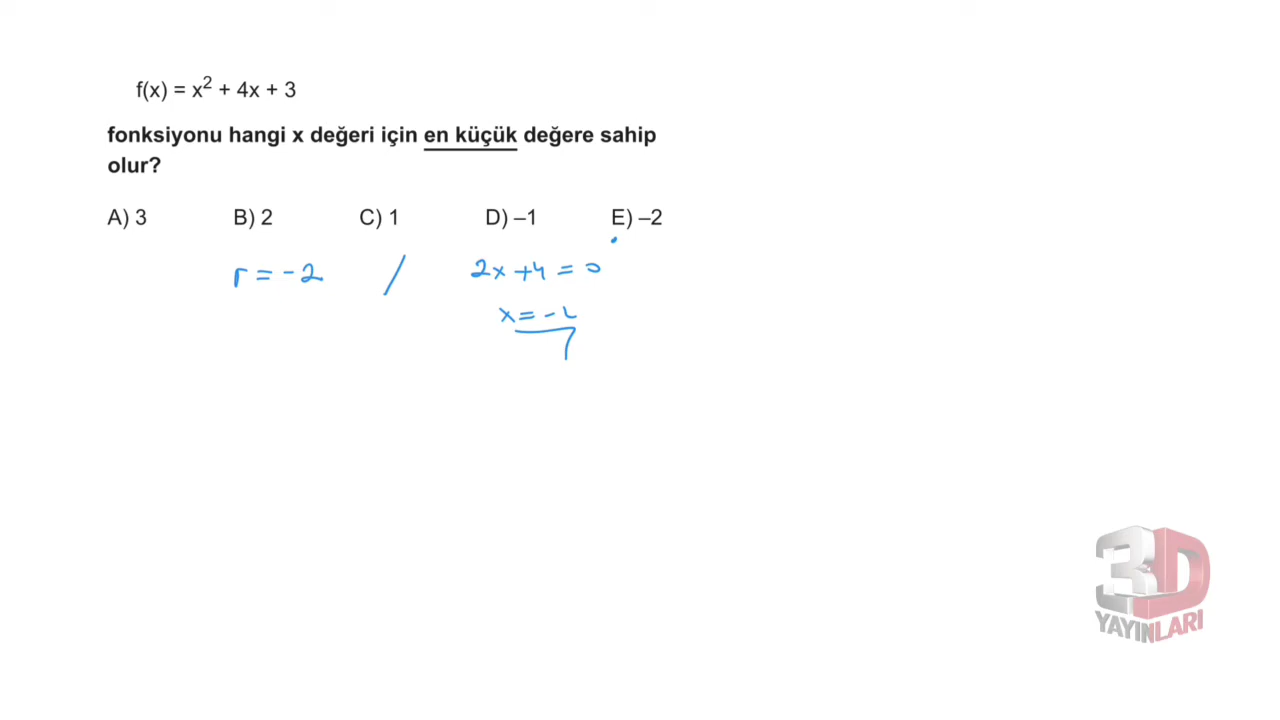 f(x) = x² + 4x + 3
fonksiyonu hangi x değeri için en küçük değere sahip
olur?
A) 3 B) 2 C) 1 D) –1 E) –2
r = -2 / 2x + 4 = 0
x = -2
3D
YAYINLARI